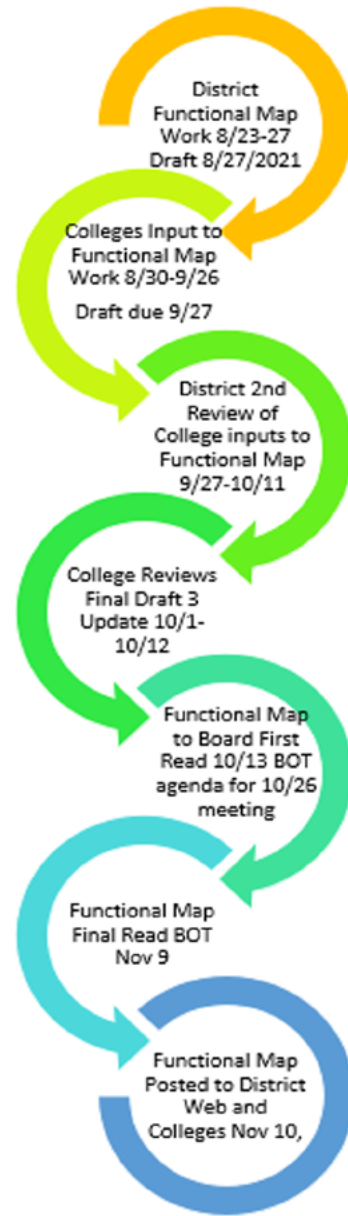 District
Functional Map
Work 8/23-27
Draft 8/27/2021
Colleges Input to
Functional Map
Work 8/30-9/26
Draft due 9/27
District 2nd
Review of
College inputs to
Functional Map
9/27-10/11
College Reviews
Final Draft 3
Update 10/1-
10/12
Functional Map
to Board First
Read 10/13 BOT
agenda for 10/26
meeting
Functional Map
Final Read BOT
Nov 9
Functional Map
Posted to District
Web and
Colleges Nov 10,